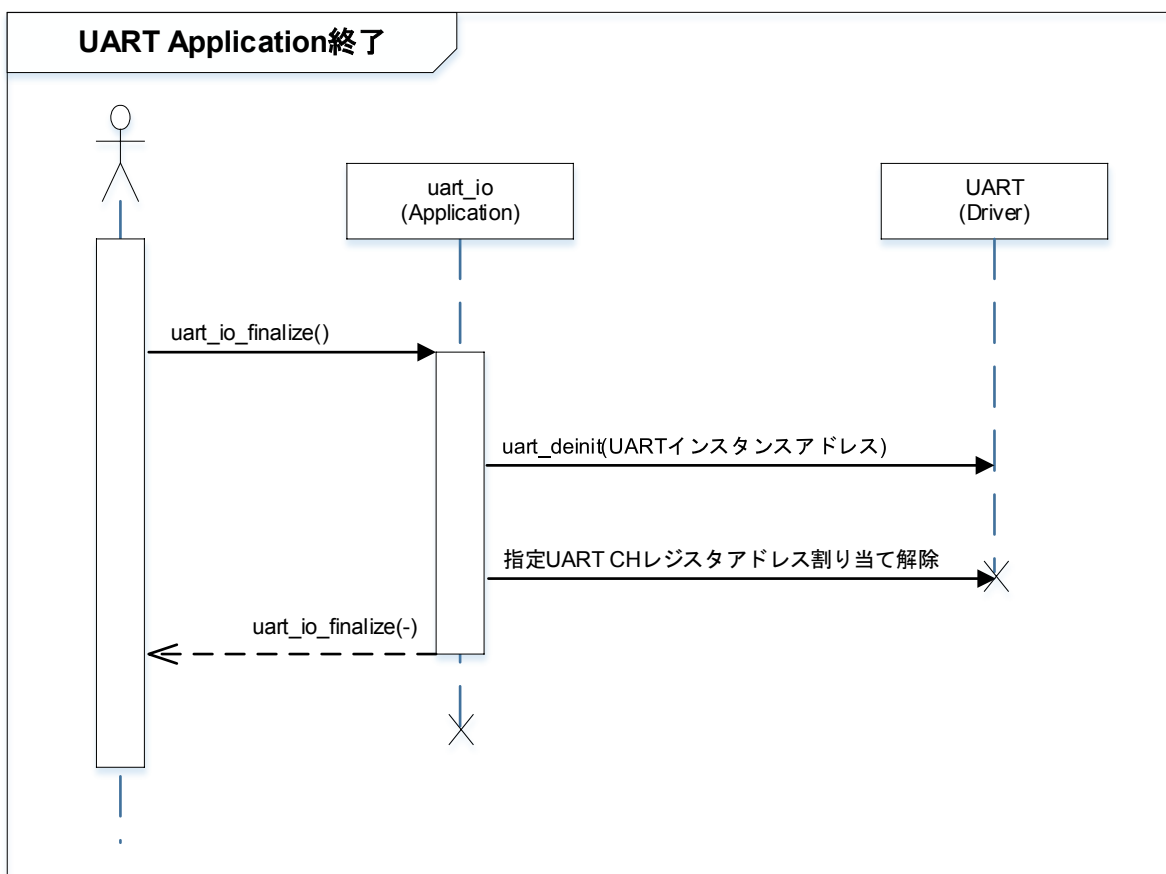 UART Application終了
uart_io
(Application)
UART
(Driver)
uart_io_finalize()
uart_deinit(UARTインスタンスアドレス)
指定UART CHレジスタアドレス割り当て解除
uart_io_finalize(-)